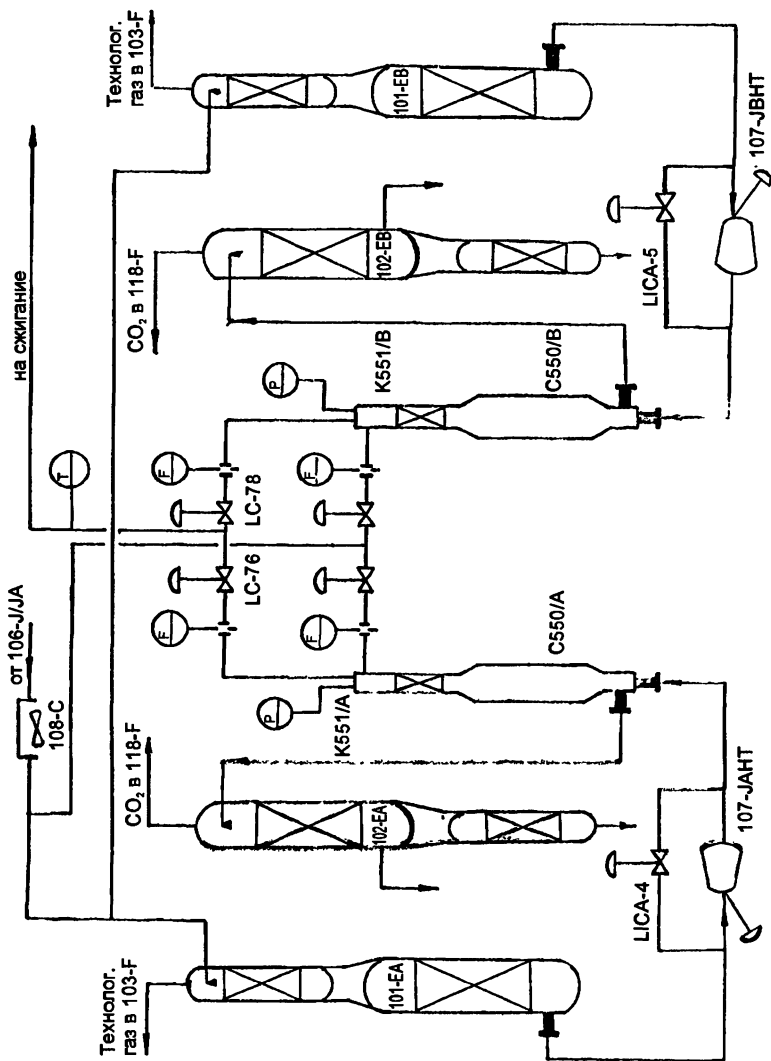 Технолог.
газ в 103-F
на сжигание
T
CO₂ в 118-F
101-EB
102-EB
107-JBHT
LICA-5
K551/B
C550/B
P
F
F
LC-78
LC-76
F
F
от 106-J/JA
108-C
P
K551/A
C550/A
CO₂ в 118-F
102-EA
107-JAHT
LICA-4
Технолог.
газ в 103-F
101-EA